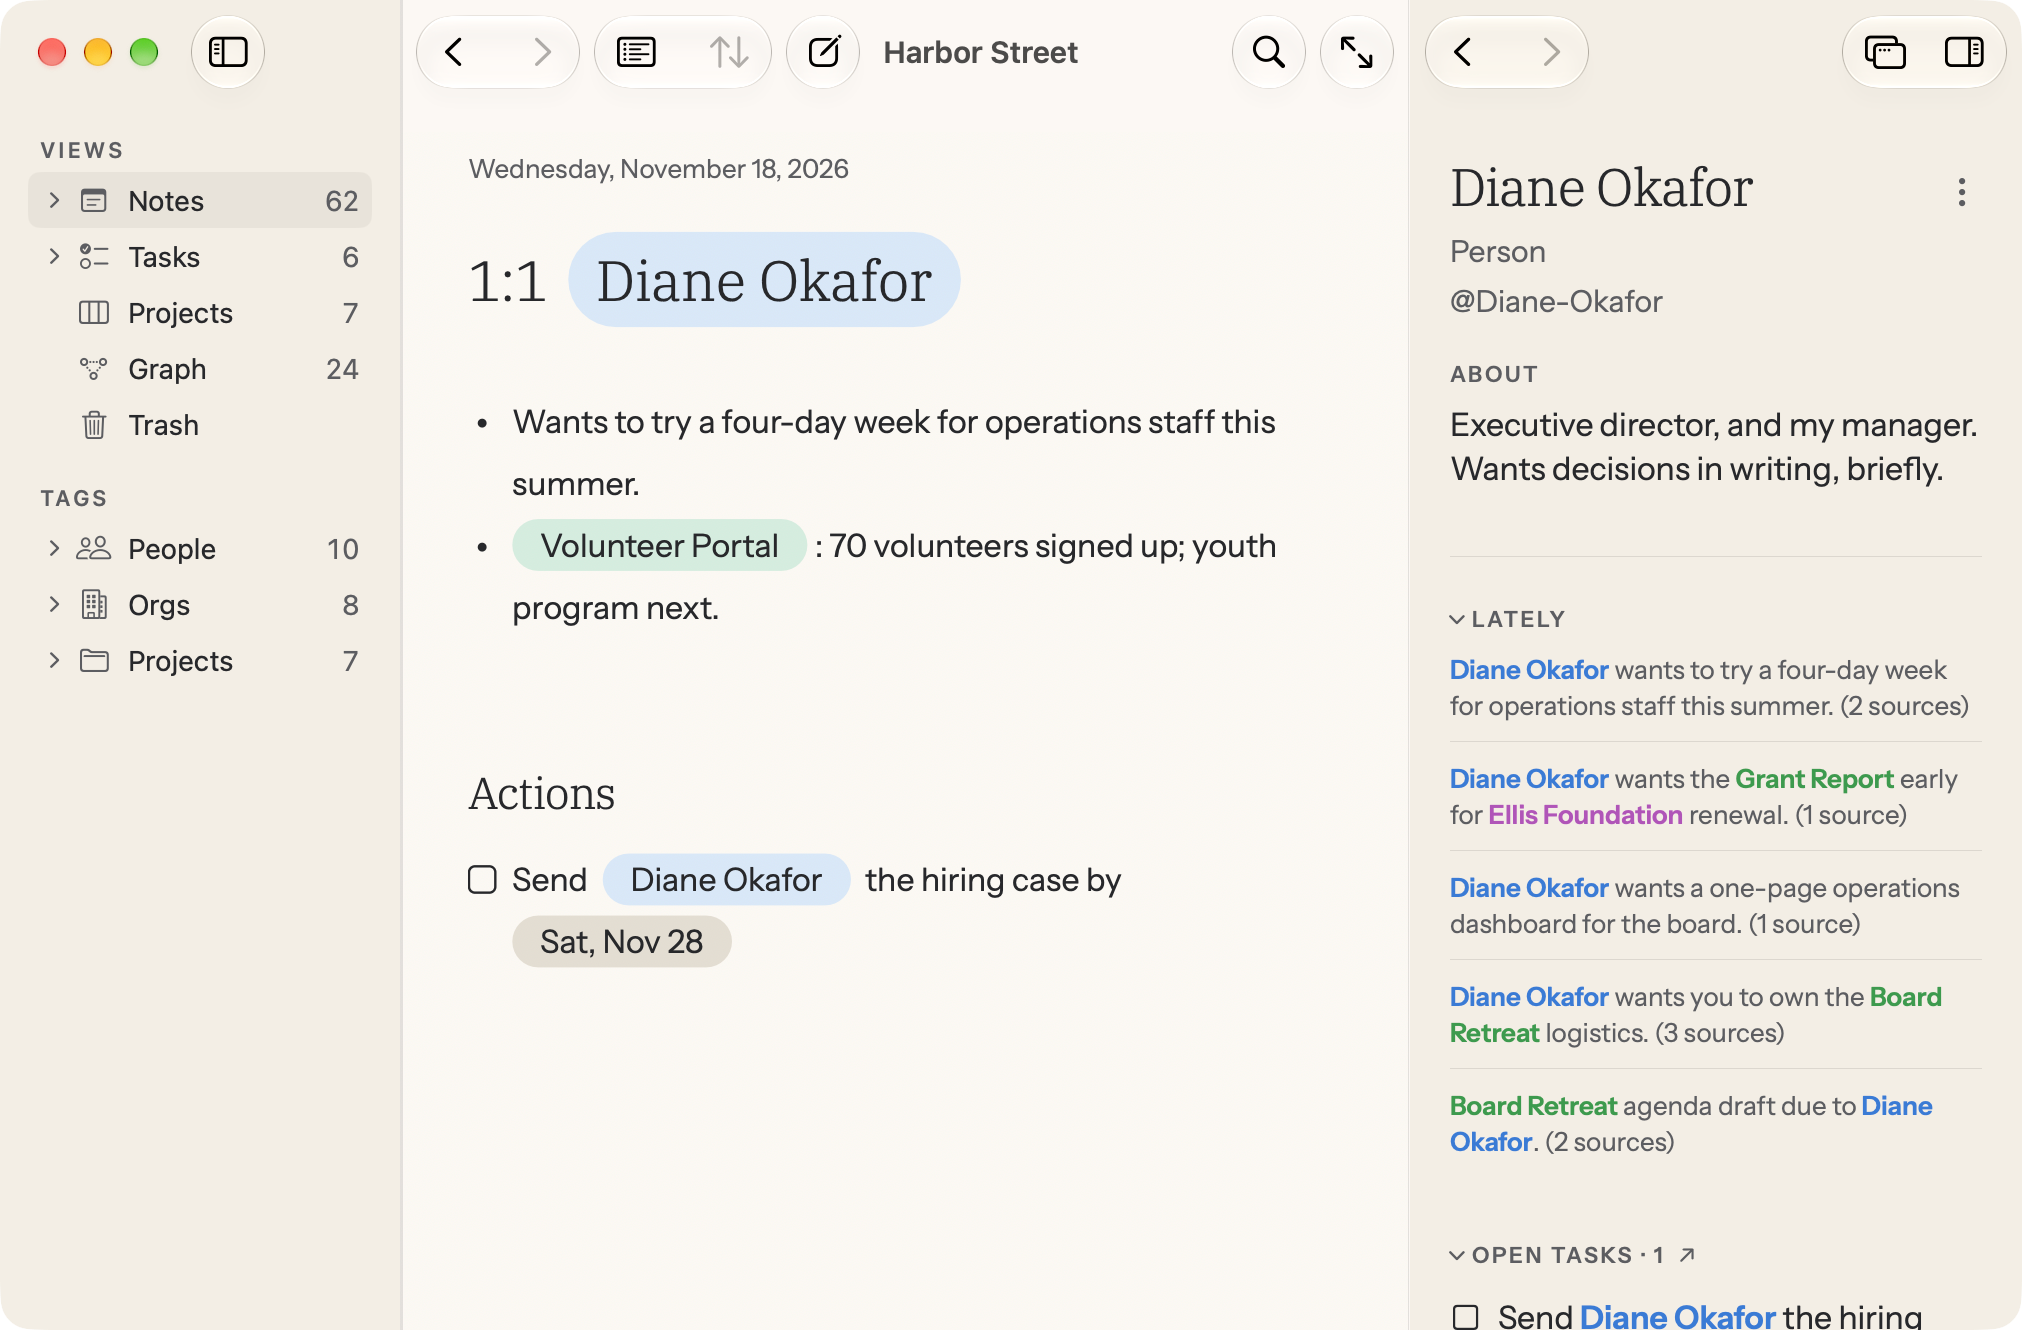 VIEWS
Notes 62
Tasks 6
Projects 7
Graph 24
Trash
TAGS
People 10
Orgs 8
Projects 7
Harbor Street
Wednesday, November 18, 2026
1:1 Diane Okafor
• Wants to try a four-day week for operations staff this
summer.
• Volunteer Portal : 70 volunteers signed up; youth
program next.
Actions
Send Diane Okafor the hiring case by
Sat, Nov 28
Diane Okafor
Person
@Diane-Okafor
ABOUT
Executive director, and my manager.
Wants decisions in writing, briefly.
LATELY
Diane Okafor wants to try a four-day week
for operations staff this summer. (2 sources)
Diane Okafor wants the Grant Report early
for Ellis Foundation renewal. (1 source)
Diane Okafor wants a one-page operations
dashboard for the board. (1 source)
Diane Okafor wants you to own the Board
Retreat logistics. (3 sources)
Board Retreat agenda draft due to Diane
Okafor. (2 sources)
OPEN TASKS · 1
Send Diane Okafor the hiring